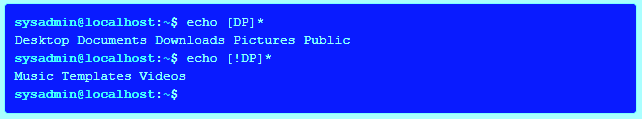 sysadmin@localhost:~$ echo [DP]*
Desktop Documents Downloads Pictures Public
sysadmin@localhost:~$ echo [!DP]*
Music Templates Videos
sysadmin@localhost:~$